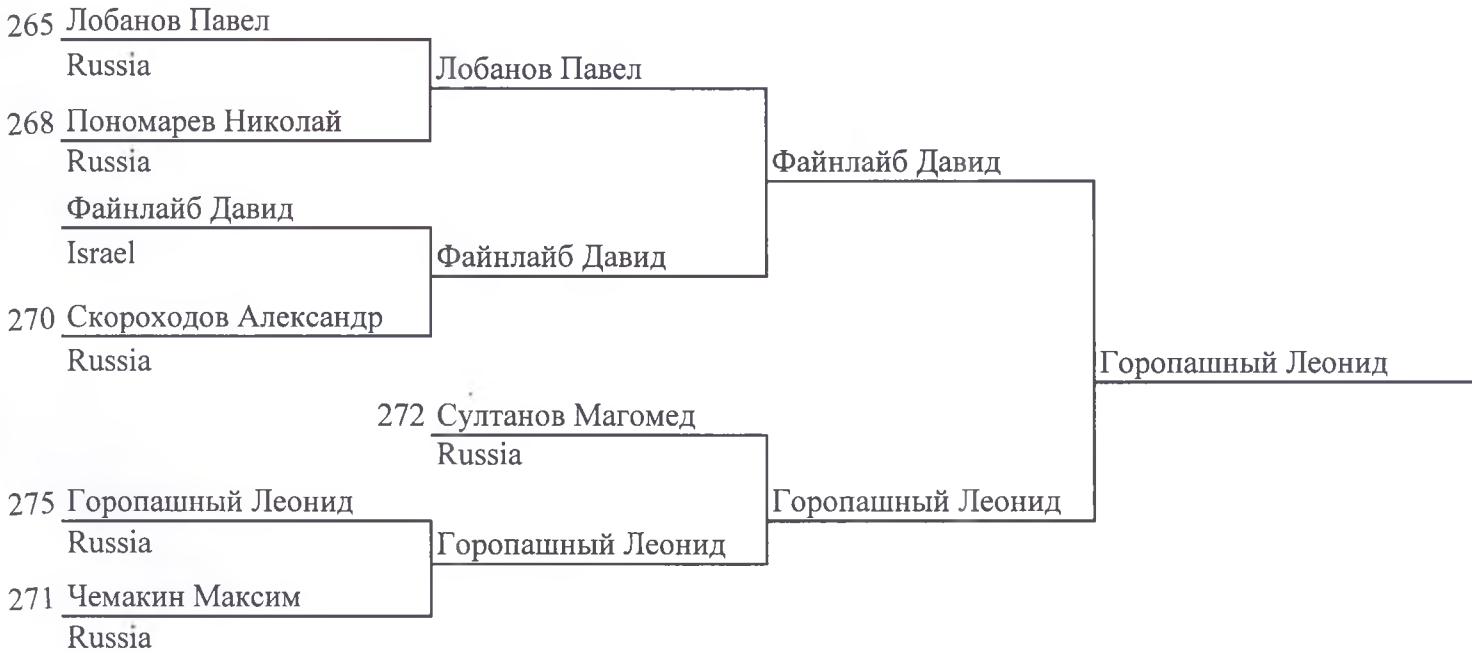 265 Лобанов Павел
Russia
Лобанов Павел
268 Пономарев Николай
Russia
Файнлайб Давид
Файнлайб Давид
Israel
Файнлайб Давид
270 Скороходов Александр
Russia
Горопашный Леонид
272 Султанов Магомед
Russia
275 Горопашный Леонид
Горопашный Леонид
Russia
Горопашный Леонид
271 Чемакин Максим
Russia